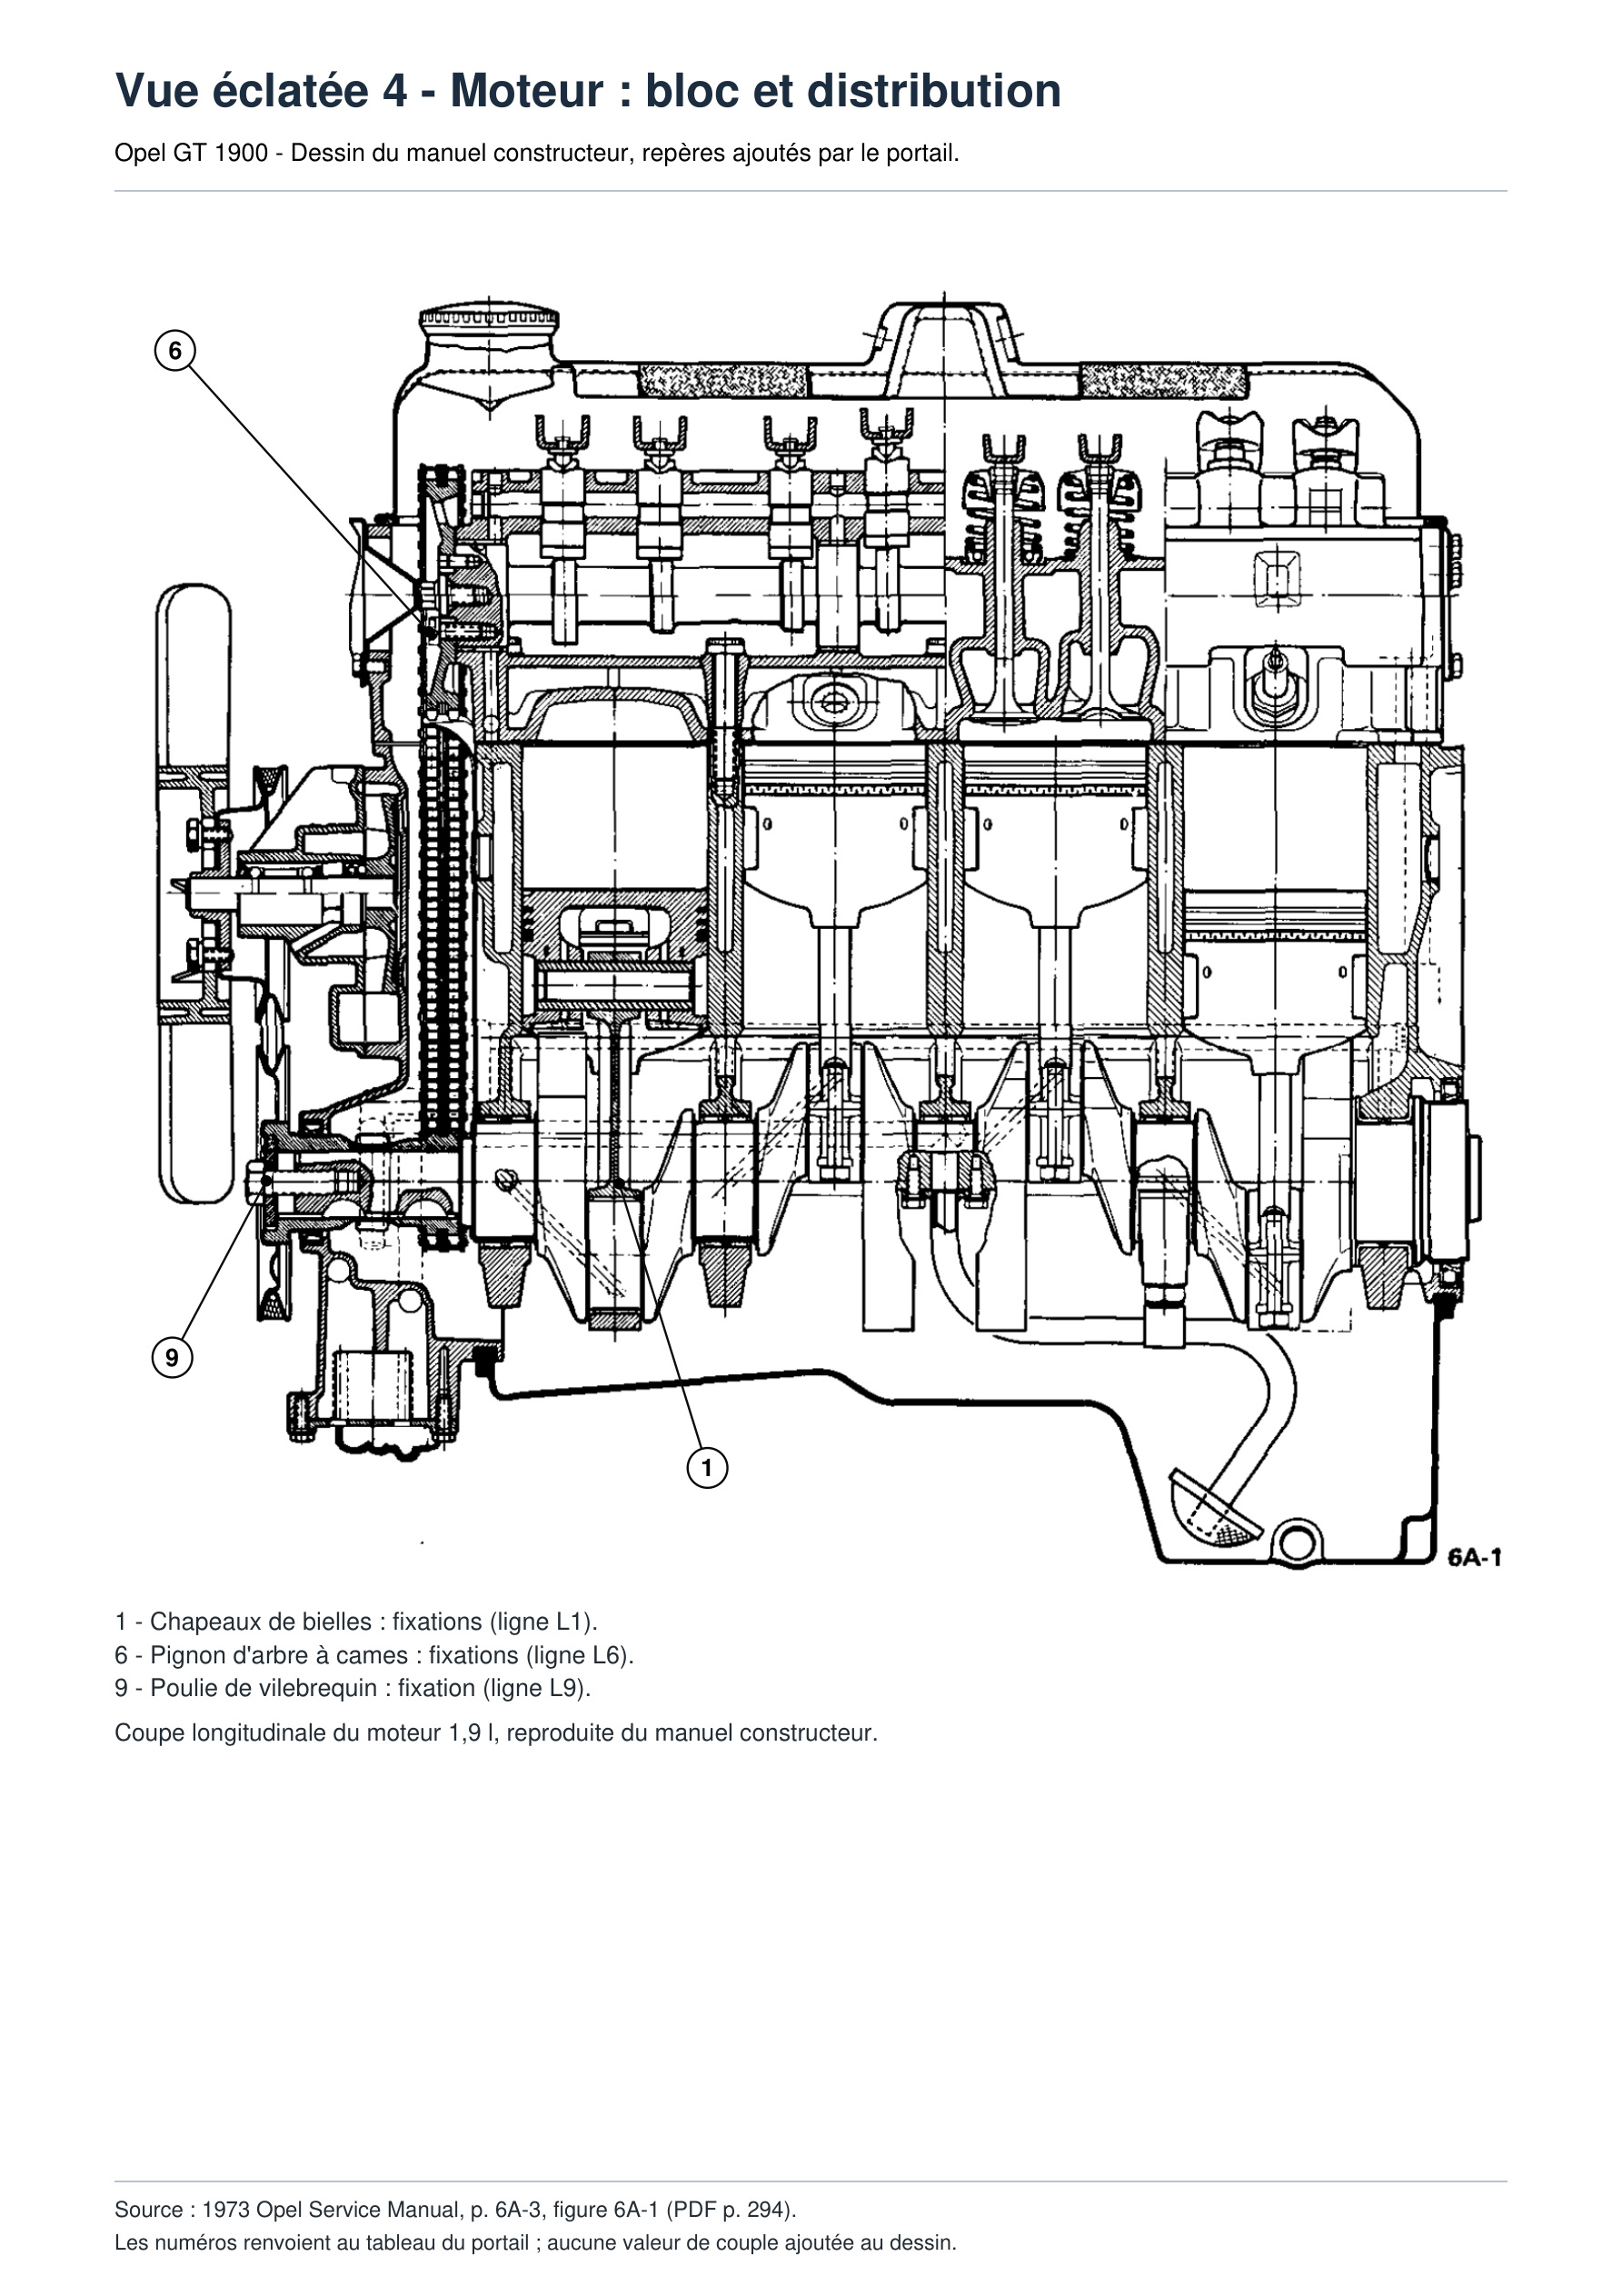 Vue éclatée 4 - Moteur : bloc et distribution
Opel GT 1900 - Dessin du manuel constructeur, repères ajoutés par le portail.
6
9
1
6A-1
1 - Chapeaux de bielles : fixations (ligne L1).
6 - Pignon d'arbre à cames : fixations (ligne L6).
9 - Poulie de vilebrequin : fixation (ligne L9).
Coupe longitudinale du moteur 1,9 l, reproduite du manuel constructeur.
Source : 1973 Opel Service Manual, p. 6A-3, figure 6A-1 (PDF p. 294).
Les numéros renvoient au tableau du portail ; aucune valeur de couple ajoutée au dessin.